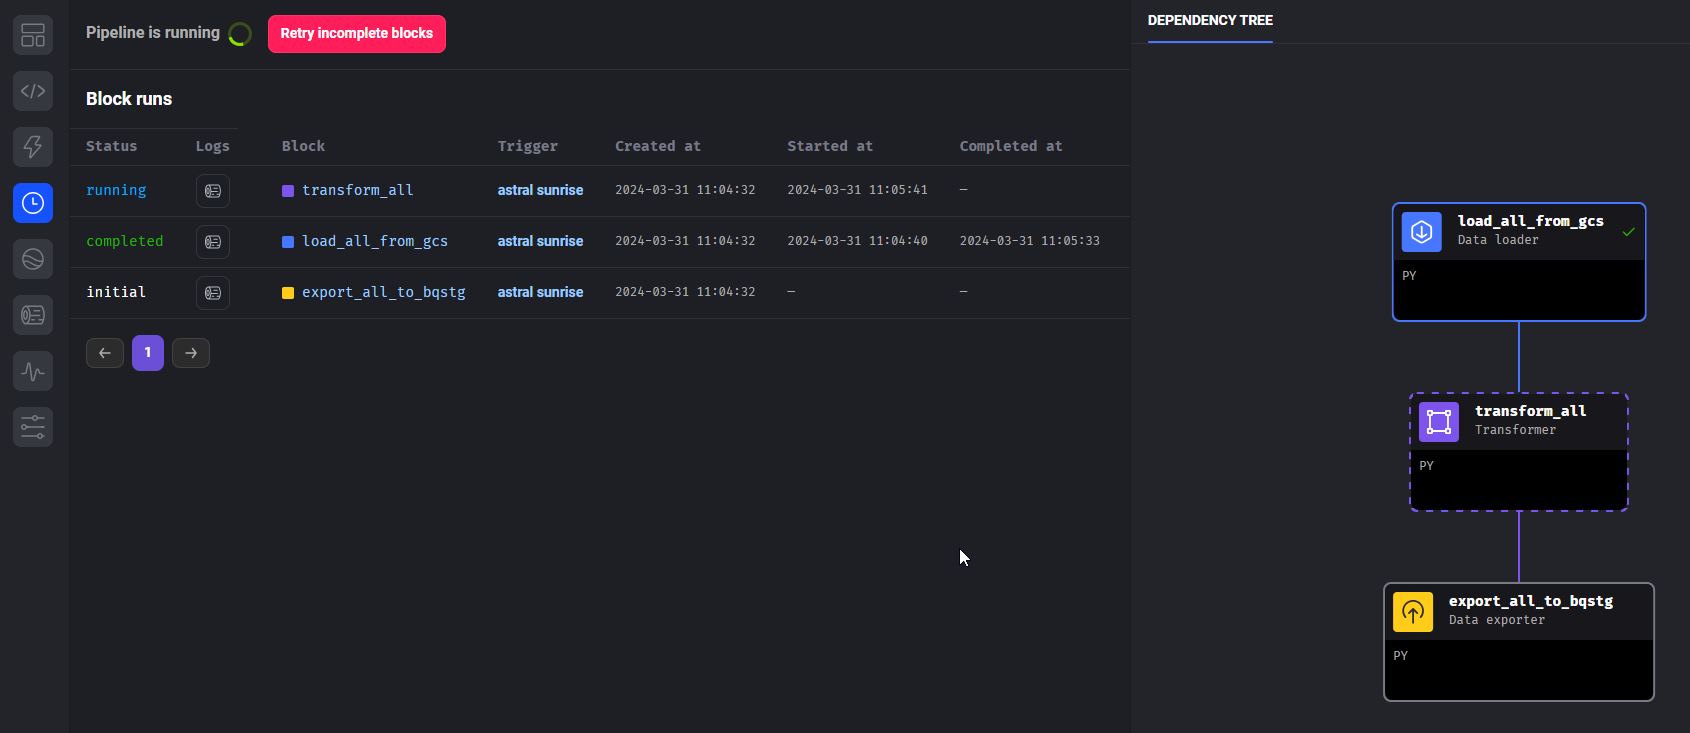 Pipeline is running
Retry incomplete blocks
Block runs
Status Logs Block Trigger Created at Started at Completed at
running transform_all astral sunrise 2024-03-31 11:04:32 2024-03-31 11:05:41 —
completed load_all_from_gcs astral sunrise 2024-03-31 11:04:32 2024-03-31 11:04:40 2024-03-31 11:05:33
initial export_all_to_bqstg astral sunrise 2024-03-31 11:04:32 — —
1
DEPENDENCY TREE
load_all_from_gcs
Data loader
PY
transform_all
Transformer
PY
export_all_to_bqstg
Data exporter
PY